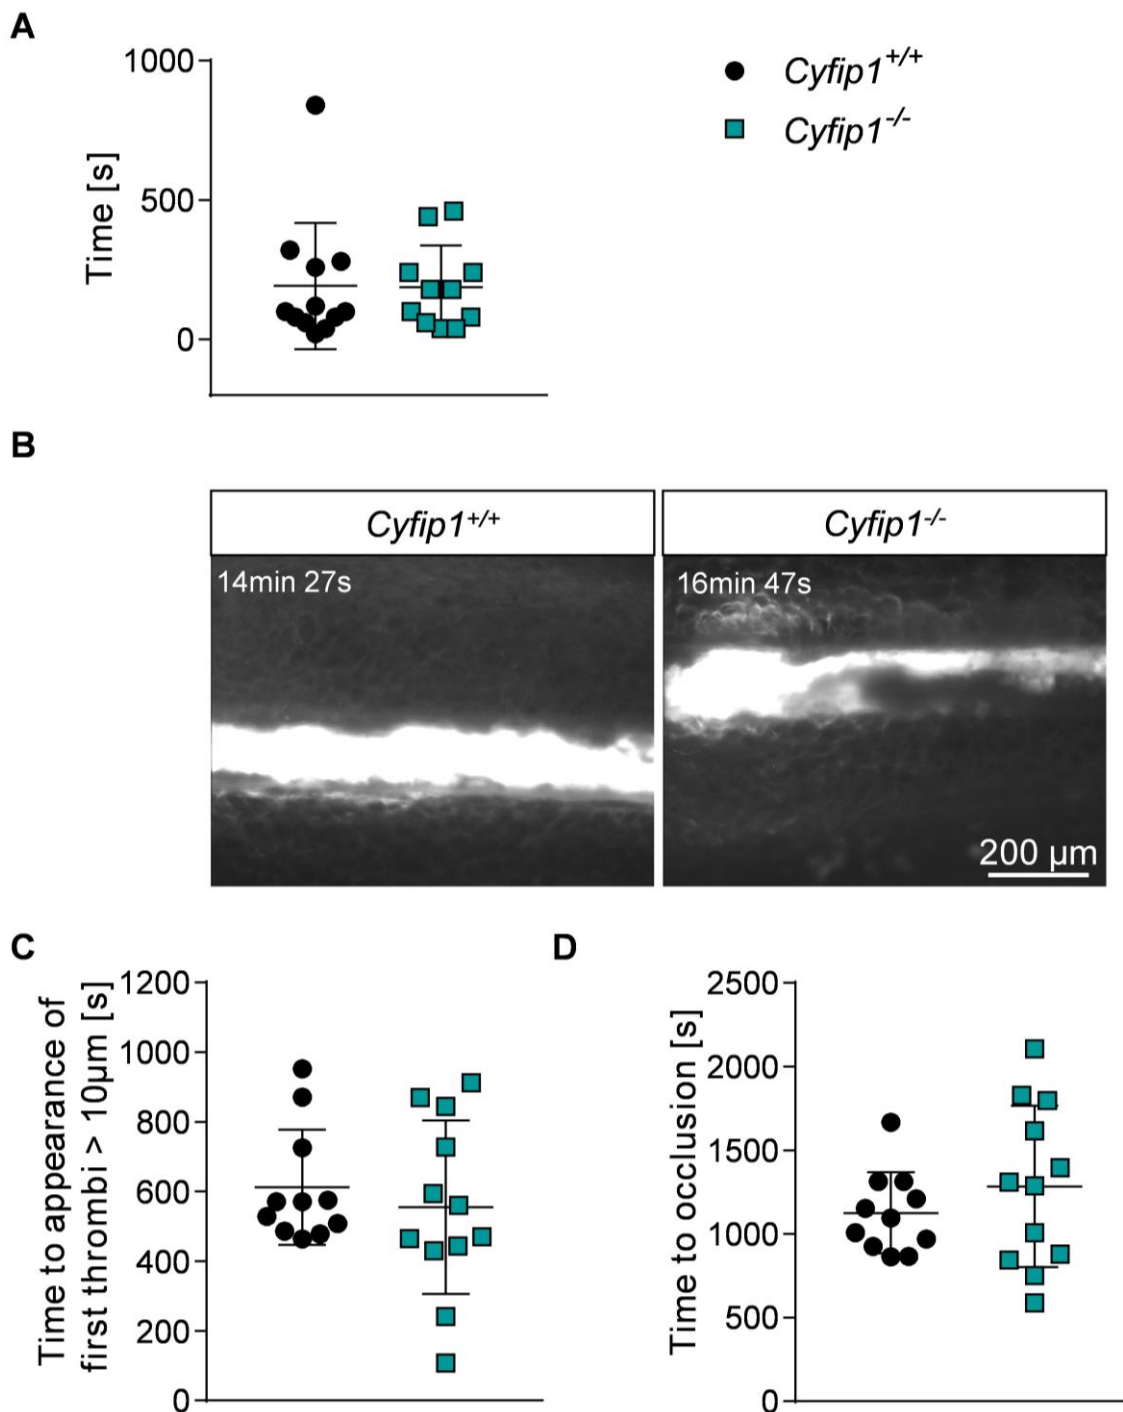 A
1000
500
0
Time [s]
Cyfip1+/+
Cyfip1-/-
B
Cyfip1+/+
Cyfip1-/-
14min 27s
16min 47s
200 µm
C
Time to appearance of
first thrombi > 10µm [s]
1200
1000
800
600
400
200
0
D
Time to occlusion [s]
2500
2000
1500
1000
500
0